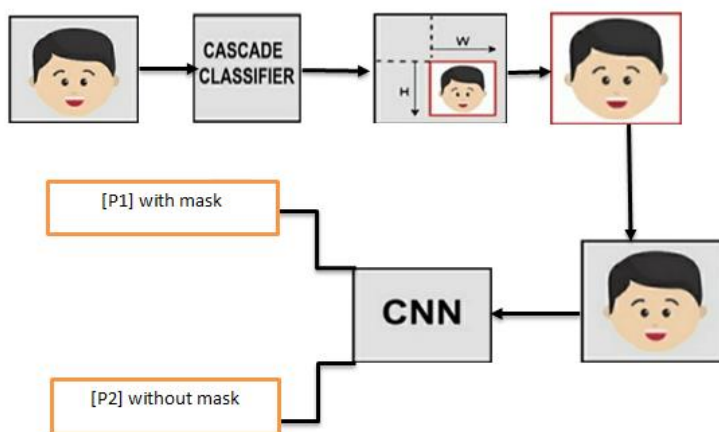 CASCADE
CLASSIFIER
W
H
[P1] with mask
CNN
[P2] without mask